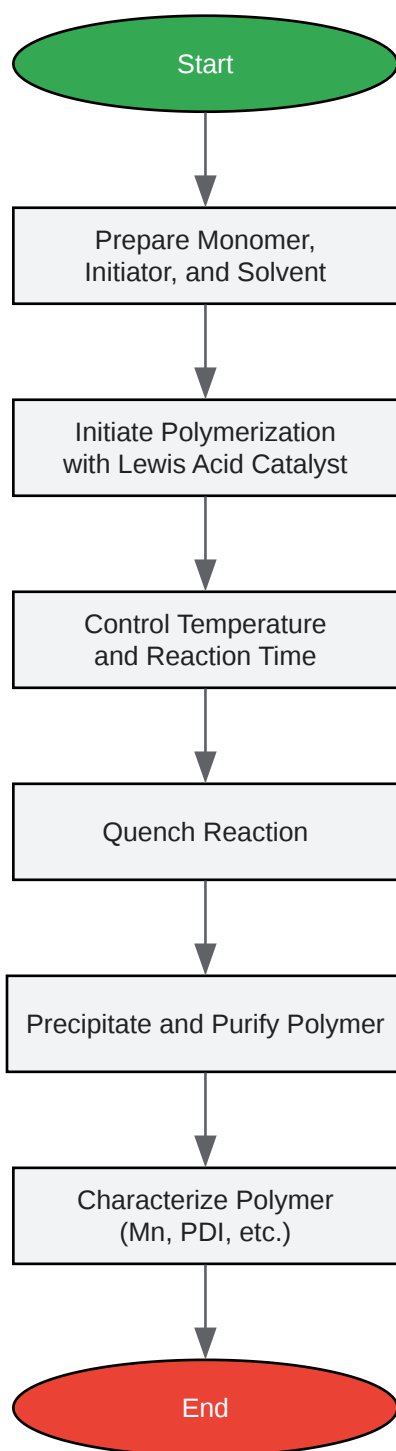 Start
Prepare Monomer,
Initiator, and Solvent
Initiate Polymerization
with Lewis Acid Catalyst
Control Temperature
and Reaction Time
Quench Reaction
Precipitate and Purify Polymer
Characterize Polymer
(Mn, PDI, etc.)
End